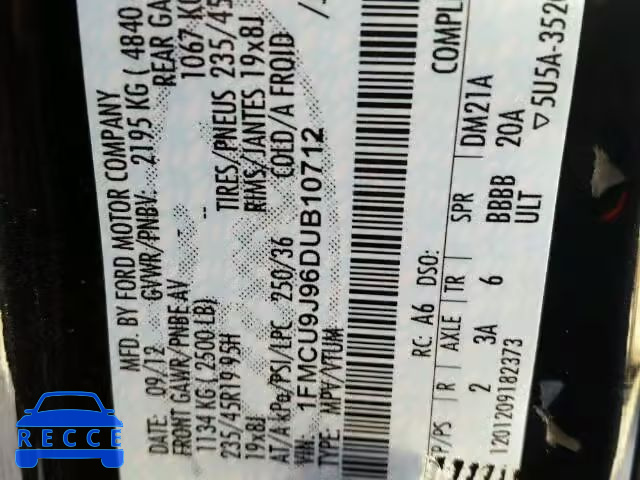 MFD. BY FORD MOTOR COMPANY
DATE: 09/12 GVWR/PNBV: 2195 KG ( 4840
FRONT GAWR/PNBE AV REAR GA
1134 KG ( 2500 LB) -- 1067 KG
235/45R19 95H TIRES/PNEUS 235/45
19x8J RIMS/JANTES 19x8J
AT/A kPa/PSI/LPC 250/36 COLD/A FROID
VIN: 1FMCU9J96DUB10712
TYPE: MPV/VTUM
COMPL
RC: A6 DSO:
P/PS R AXLE TR SPR DM21A
2 3A 6 BBBB 20A
ULT
1201209182373 ▽ 5U5A-3520
RECCE